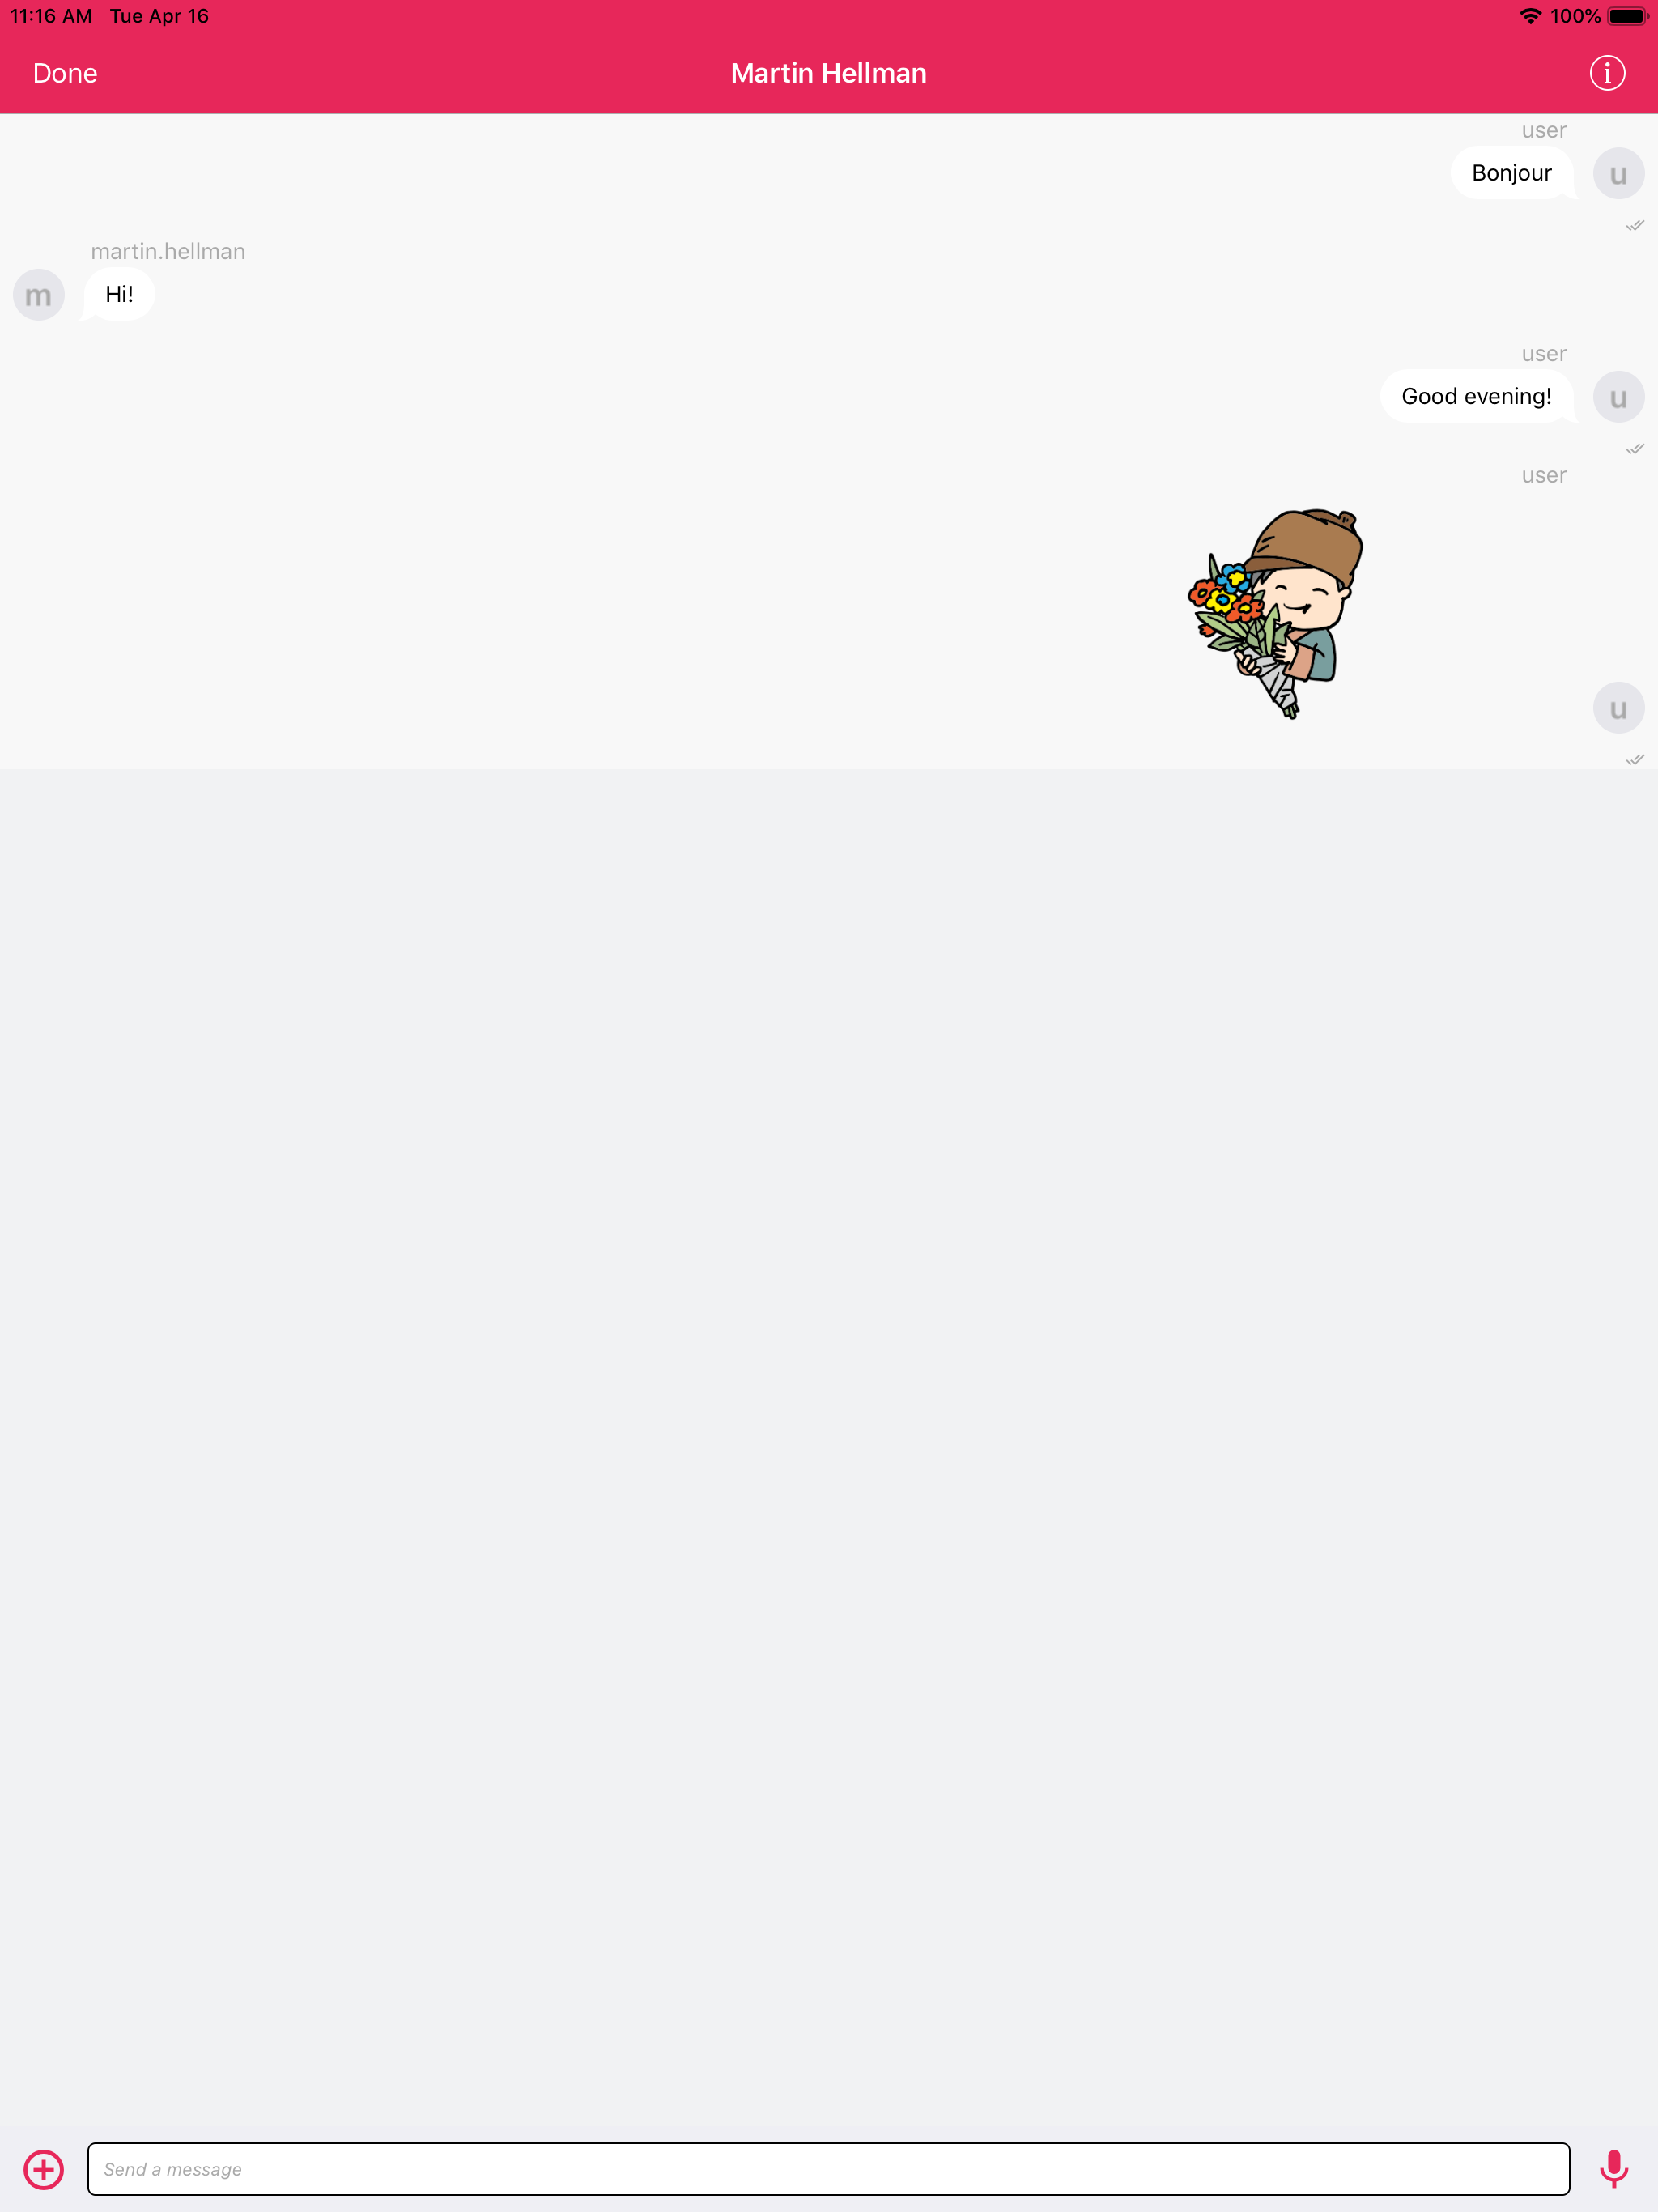 11:16 AM Tue Apr 16 100%
Done Martin Hellman i
user
Bonjour u
martin.hellman
m Hi!
user
Good evening! u
user
u
Send a message